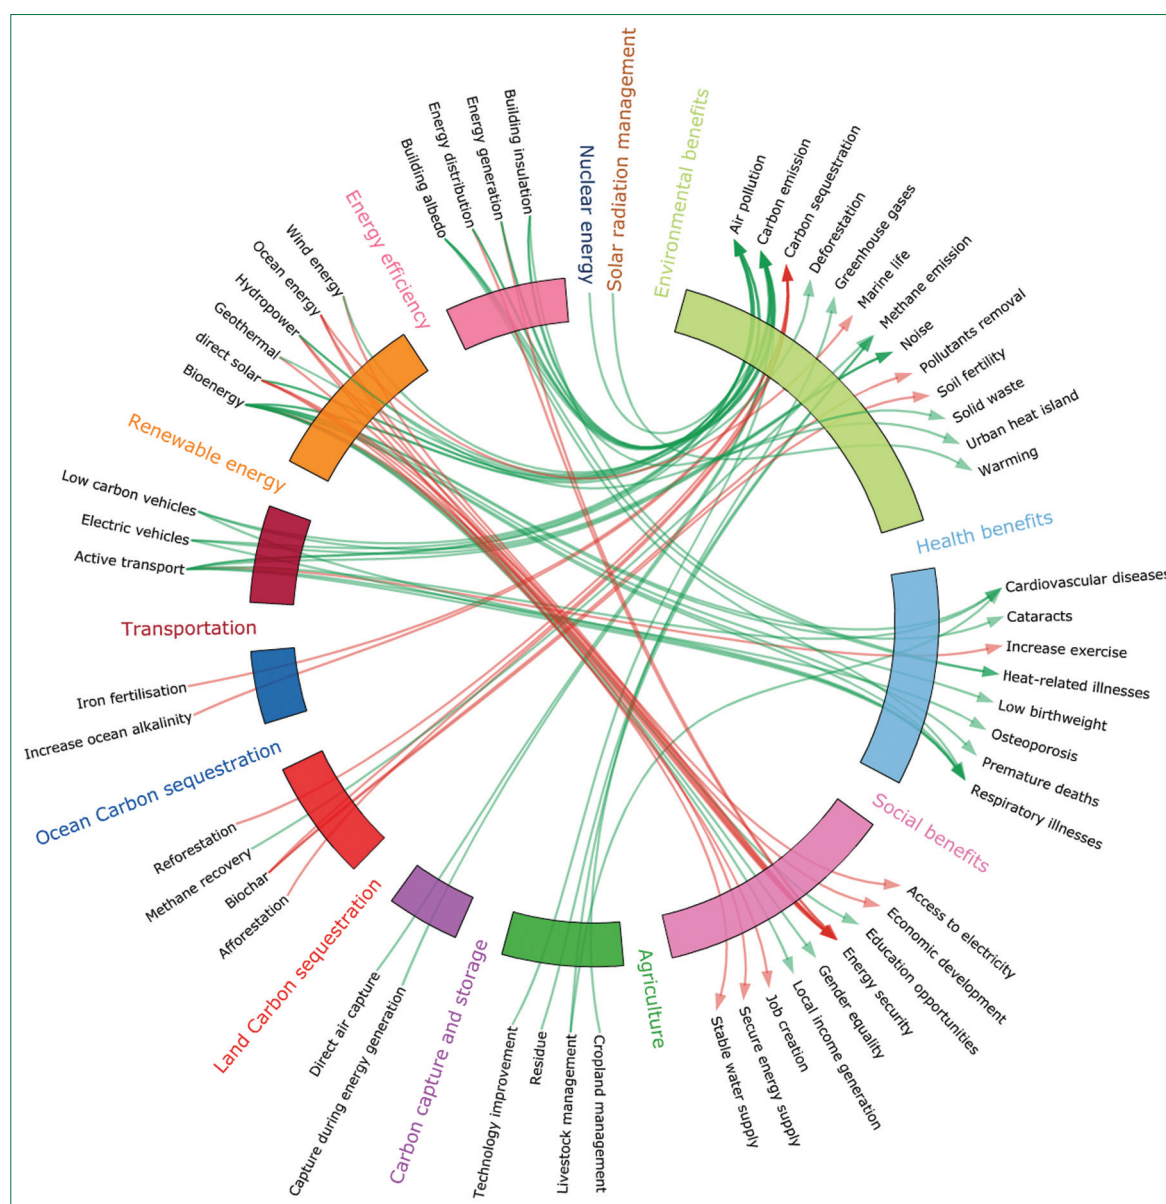 Solar radiation management
Nuclear energy
Environmental benefits
Air pollution
Carbon emission
Carbon sequestration
Deforestation
Greenhouse gases
Marine life
Methane emission
Noise
Pollutants removal
Soil fertility
Solid waste
Urban heat island
Warming
Health benefits
Cardiovascular diseases
Cataracts
Increase exercise
Heat-related illnesses
Low birthweight
Osteoporosis
Premature deaths
Respiratory illnesses
Social benefits
Access to electricity
Economic development
Education opportunities
Energy security
Gender equality
Local income generation
Job creation
Secure energy supply
Stable water supply
Agriculture
Cropland management
Livestock management
Residue
Technology improvement
Carbon capture and storage
Capture during energy generation
Direct air capture
Land Carbon sequestration
Afforestation
Biochar
Methane recovery
Reforestation
Ocean Carbon sequestration
Increase ocean alkalinity
Iron fertilisation
Transportation
Active transport
Electric vehicles
Low carbon vehicles
Renewable energy
Bioenergy
direct solar
Geothermal
Hydropower
Ocean energy
Wind energy
Energy efficiency
Building albedo
Energy distribution
Energy generation
Building insulation